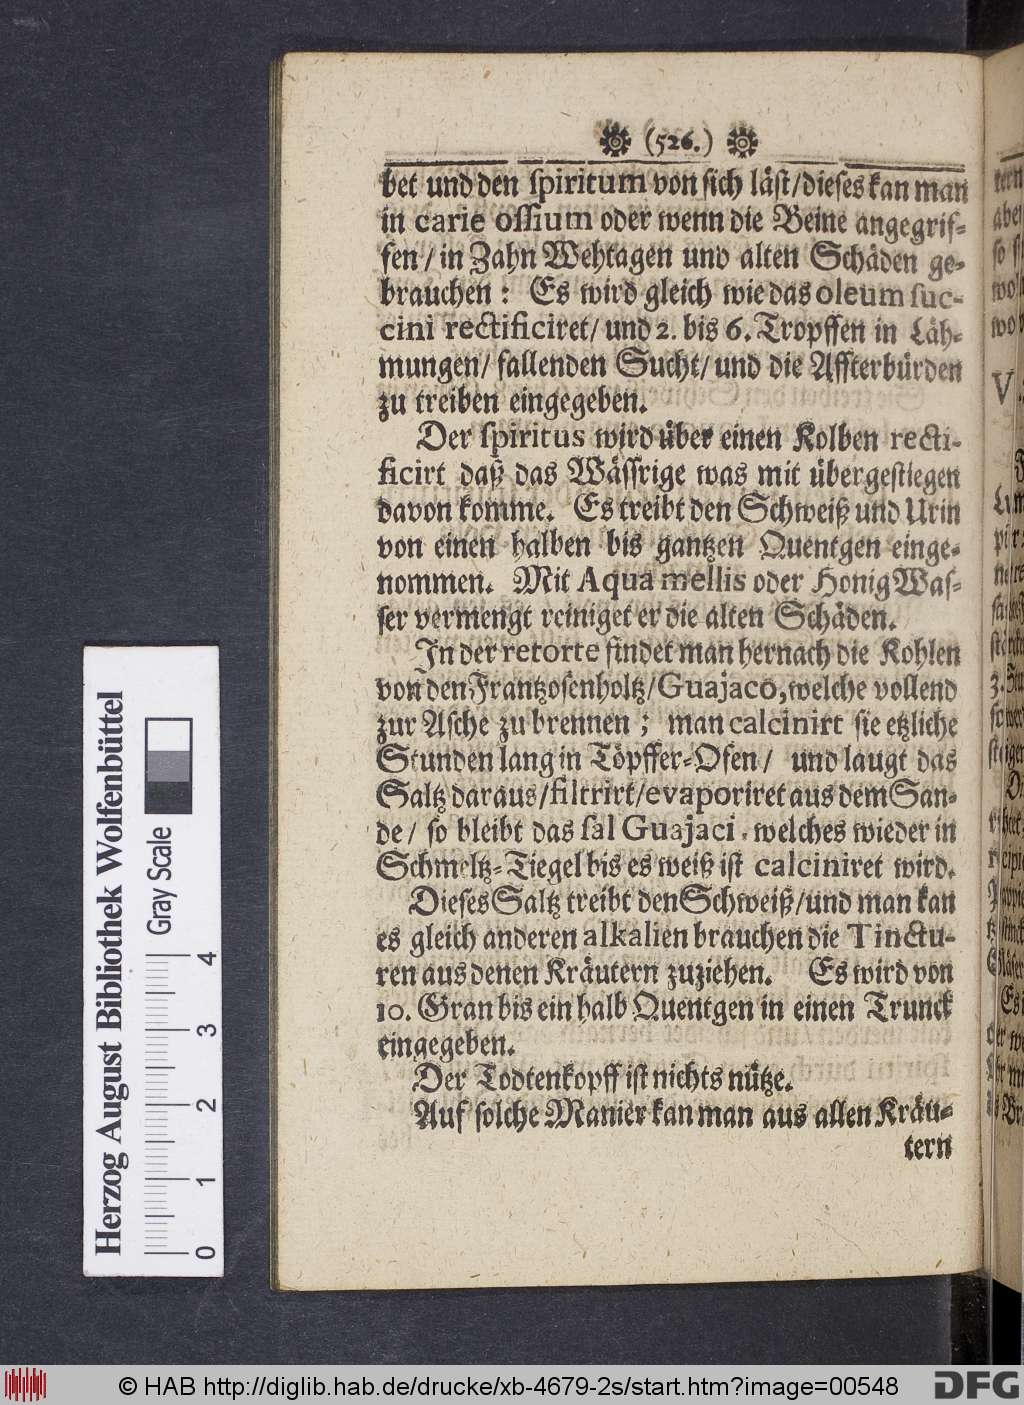 (526.)
bet und den spiritum von sich läst/dieses kan man
in carie ossium oder wenn die Beine angegrif-
fen/ in Zahn Wehtagen und alten Schäden ge-
brauchen: Es wird gleich wie das oleum suc-
cini rectificiret/ und 2. bis 6. Tropffen in Läh-
mungen/ fallenden Sucht/ und die Affterbürden
zu treiben eingegeben.
Der spiritus wird über einen Kolben recti-
ficirt daß das Wässrige was mit übergestiegen
davon komme. Es treibt den Schweiß und Urin
von einen halben bis gantzen Quentgen einge-
nommen. Mit Aqua mellis oder Honig Was-
ser vermengt reiniget er die alten Schäden.
In der retorte findet man hernach die Kohlen
von den Frantzosenholtz/Guajaco, welche vollend
zur Asche zu brennen; man calcinirt sie etzliche
Stunden lang in Töpffer-Ofen/ und laugt das
Saltz daraus/filtrirt/evaporiret aus dem San-
de/ so bleibt das sal Guajaci. welches wieder in
Schmeltz-Tiegel bis es weiß ist calciniret wird.
Dieses Saltz treibt den Schweiß/und man kan
es gleich anderen alkalien brauchen die Tinctu-
ren aus denen Kräutern zuziehen. Es wird von
10. Gran bis ein halb Quentgen in einen Trunck
eingegeben.
Der Todtenkopff ist nichts nütze.
Auf solche Manier kan man aus allen Kräu-
tern
Herzog August Bibliothek Wolfenbüttel
Gray Scale
0 1 2 3 4
© HAB http://diglib.hab.de/drucke/xb-4679-2s/start.htm?image=00548
DFG